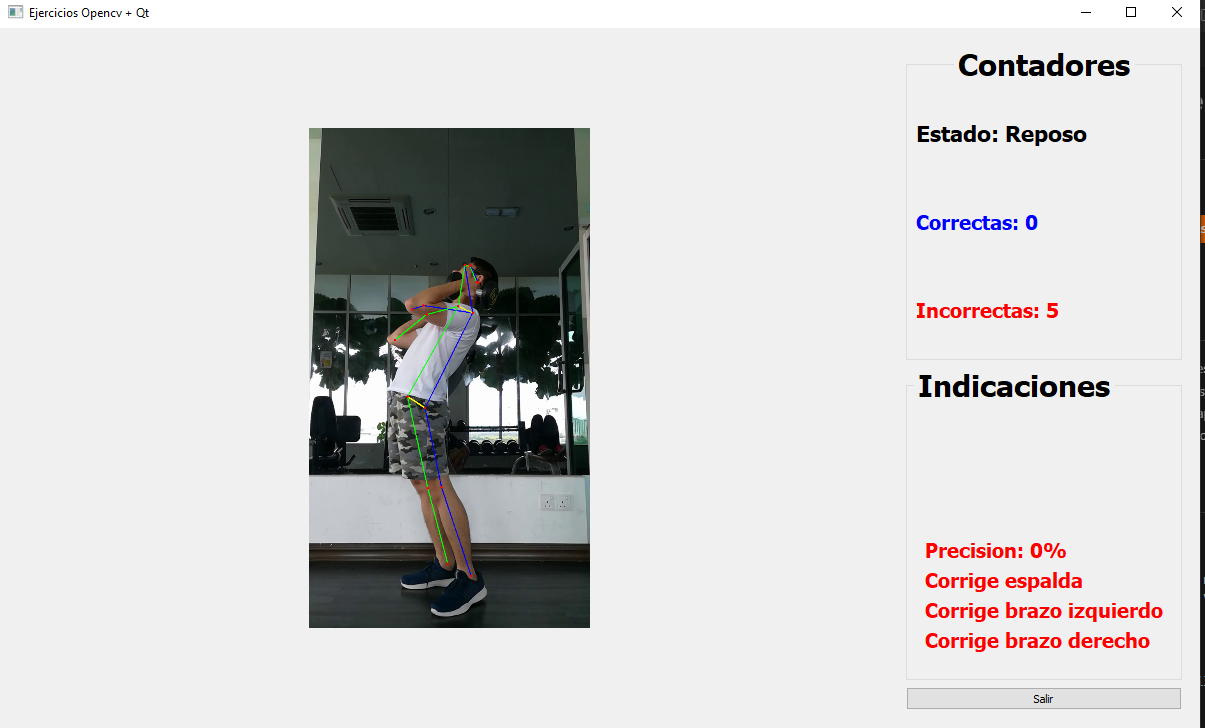 Ejercicios Opencv + Qt
Contadores
Estado: Reposo
Correctas: 0
Incorrectas: 5
Indicaciones
Precision: 0%
Corrige espalda
Corrige brazo izquierdo
Corrige brazo derecho
Salir